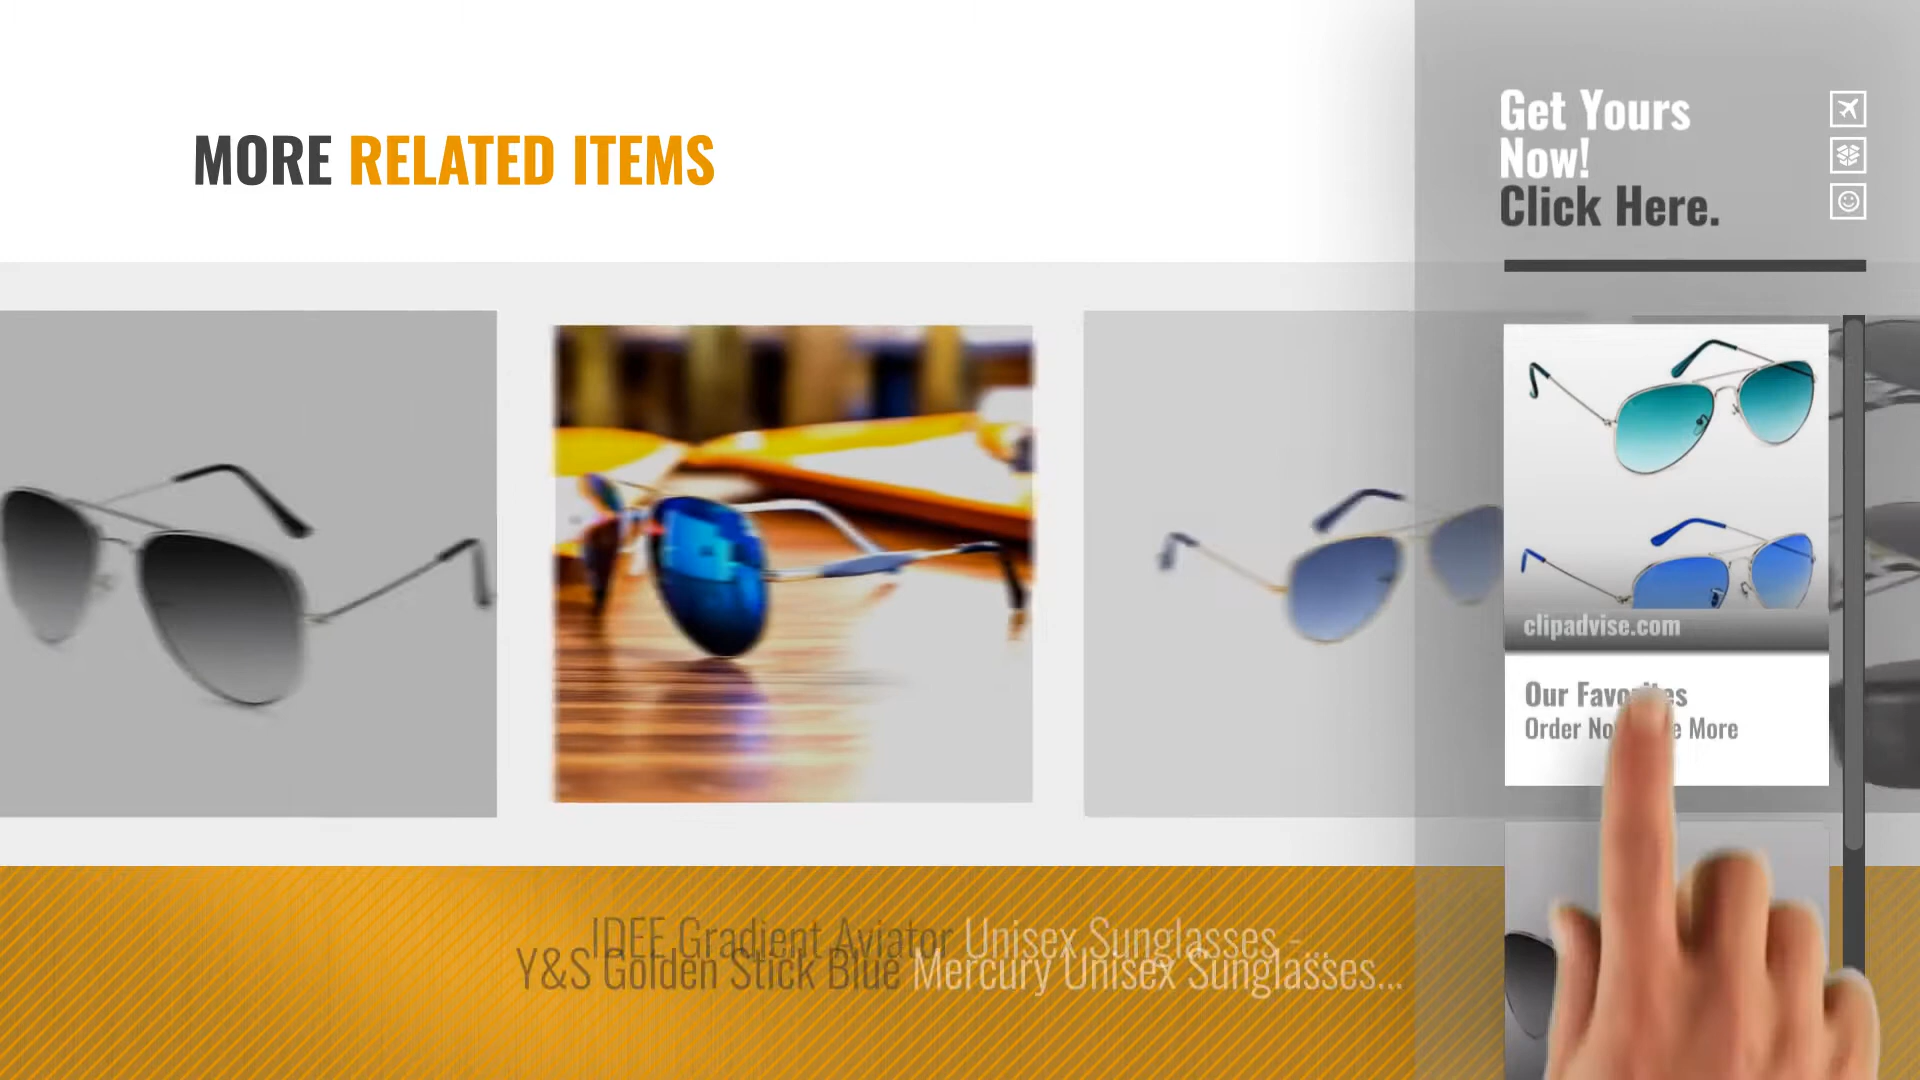 MORE RELATED ITEMS
Get Yours
Now!
Click Here.
clipadvise.com
Our Favorites
Order No e More
IDEE Gradient Aviator Unisex Sunglasses -...
Y&S Golden Stick Blue Mercury Unisex Sunglasses...